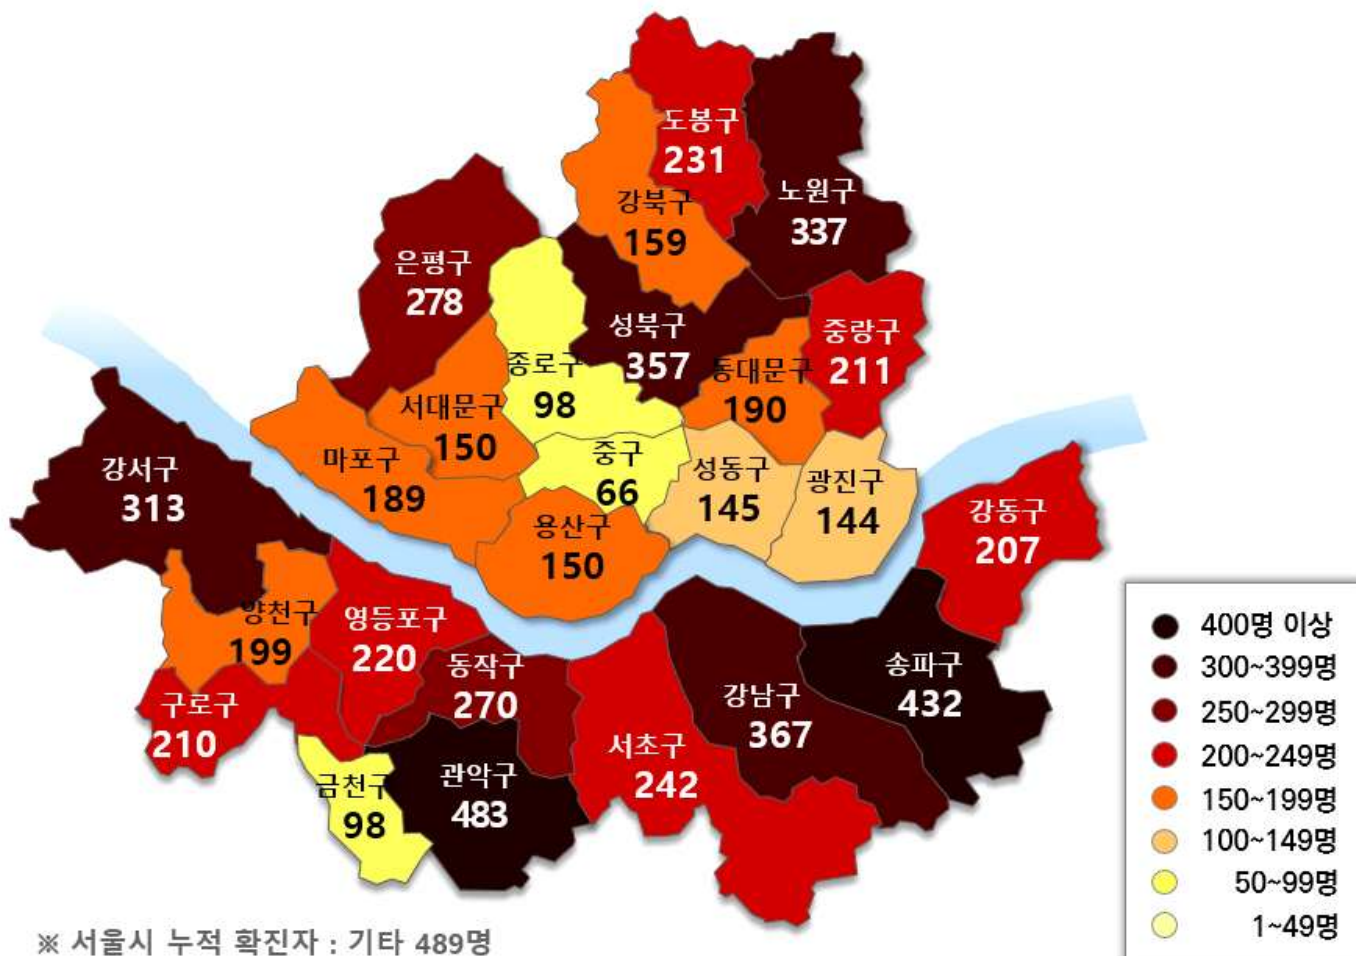 도봉구
231
노원구
337
강북구
159
은평구
278
성북구
357
중랑구
211
종로구
98
동대문구
190
서대문구
150
마포구
189
중구
66
성동구
145
광진구
144
강서구
313
용산구
150
강동구
207
양천구
199
영등포구
220
동작구
270
송파구
432
구로구
210
강남구
367
서초구
242
금천구
98
관악구
483
400명 이상
300~399명
250~299명
200~249명
150~199명
100~149명
50~99명
1~49명
※ 서울시 누적 확진자 : 기타 489명